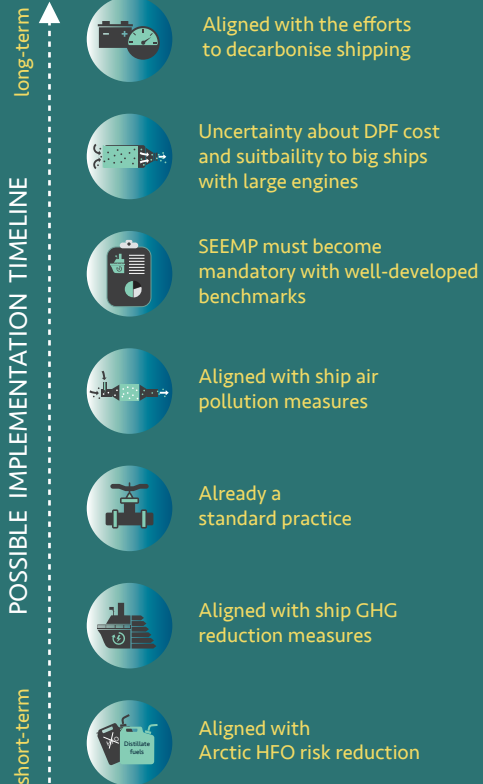 long-term
POSSIBLE IMPLEMENTATION TIMELINE
short-term
Aligned with the efforts
to decarbonise shipping
Uncertainty about DPF cost
and suitbaility to big ships
with large engines
SEEMP must become
mandatory with well-developed
benchmarks
Aligned with ship air
pollution measures
Already a
standard practice
Aligned with ship GHG
reduction measures
Distillate
fuels
Aligned with
Arctic HFO risk reduction